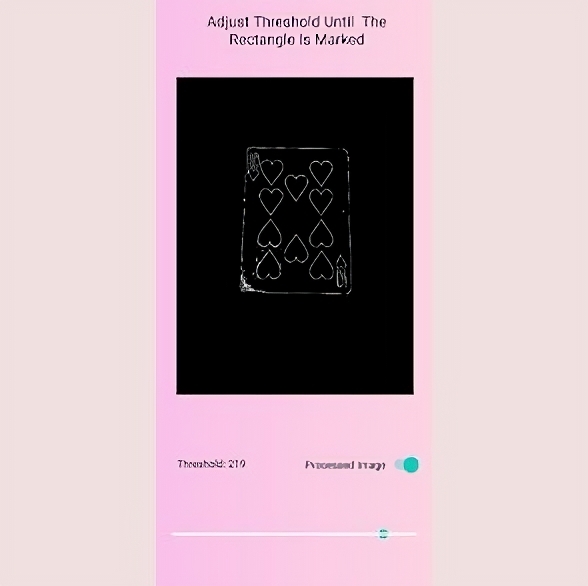 Adjust Threshold Until The
Rectangle Is Marked
Threshold: 210
Processed Image